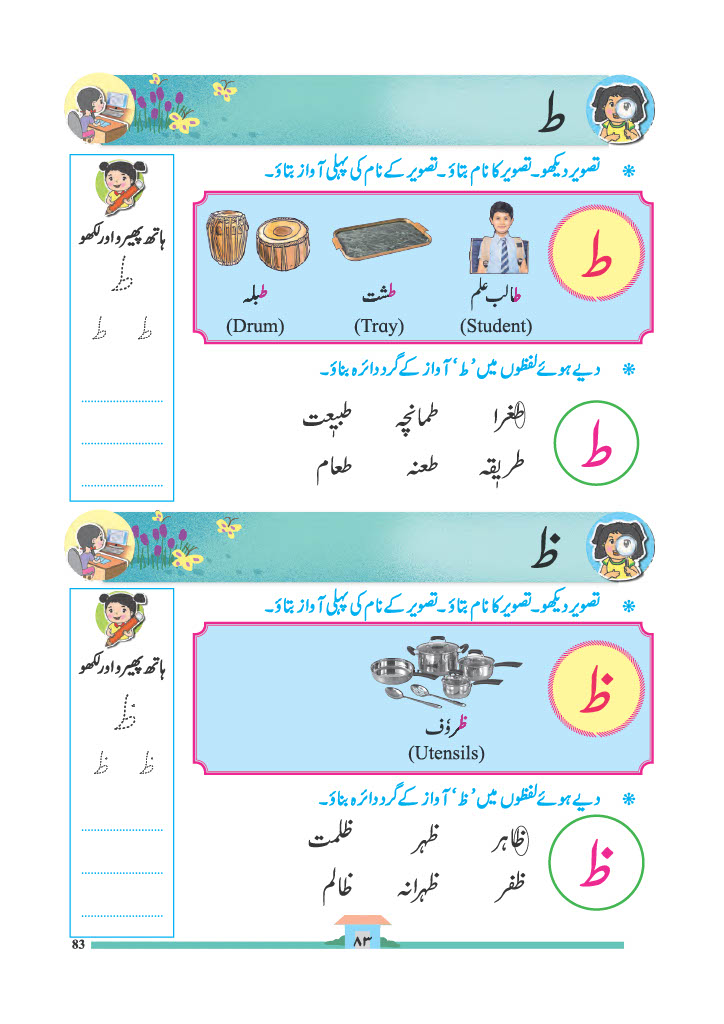 ط
تصویر دیکھو۔ تصویر کا نام بتاؤ۔ تصویر کے نام کی پہلی آواز بتاؤ۔
ط
طالب علم طشت طبلہ
(Student) (Tray) (Drum)
ہاتھ پھیرو اور لکھو
ط
ط ط
دیے ہوئے لفظوں میں ’ط‘ آواز کے گرد دائرہ بناؤ۔
ط
طغرا طمانچہ طبیعت
طریقہ طعنہ طعام
ظ
تصویر دیکھو۔ تصویر کا نام بتاؤ۔ تصویر کے نام کی پہلی آواز بتاؤ۔
ظ
ظروٗف
(Utensils)
ہاتھ پھیرو اور لکھو
ظ
ظ ظ
دیے ہوئے لفظوں میں ’ظ‘ آواز کے گرد دائرہ بناؤ۔
ظ
ظاہر ظہر ظلمت
ظفر ظہرانہ ظالم
83
۸۳